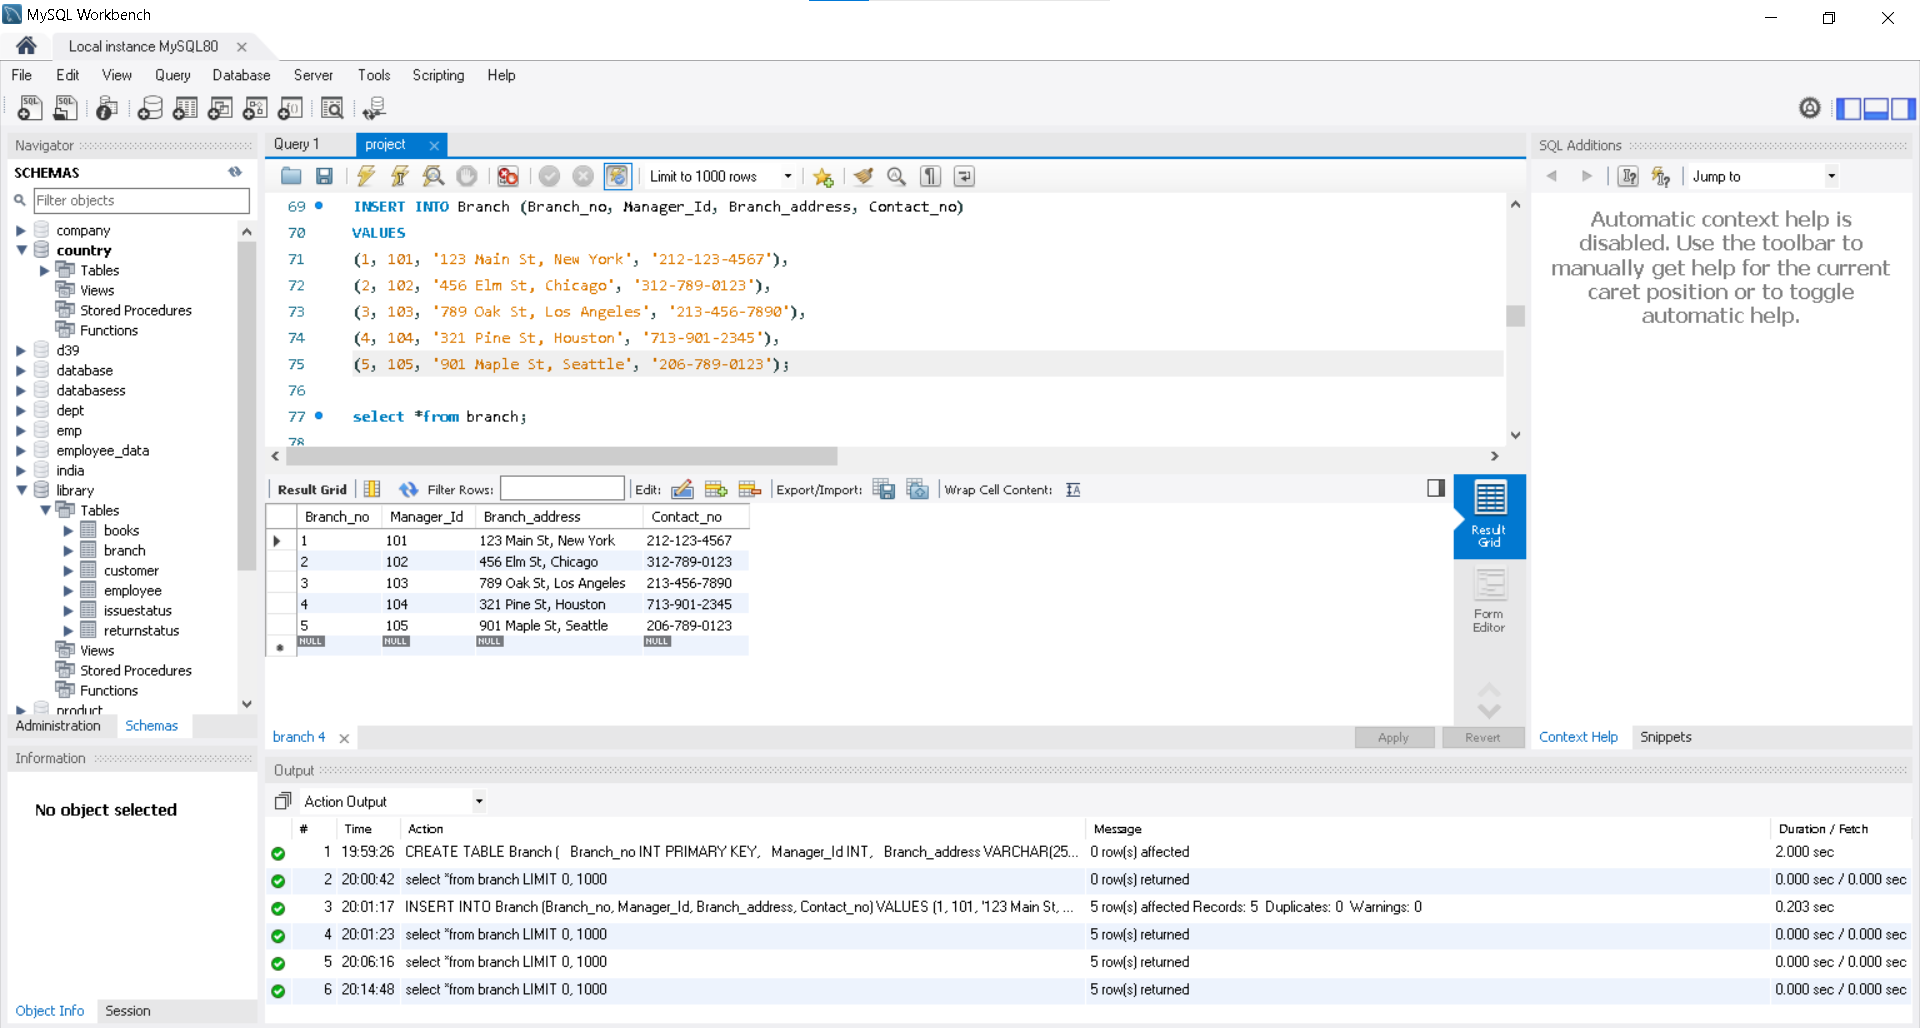 MySQL Workbench
Local instance MySQL80
File Edit View Query Database Server Tools Scripting Help
Navigator
SCHEMAS
Filter objects
company
country
Tables
Views
Stored Procedures
Functions
d39
database
databasess
dept
emp
employee_data
india
library
Tables
books
branch
customer
employee
issuestatus
returnstatus
Views
Stored Procedures
Functions
product
Administration Schemas
Information
No object selected
Object Info Session
Query 1 project
Limit to 1000 rows
69 INSERT INTO Branch (Branch_no, Manager_Id, Branch_address, Contact_no)
70 VALUES
71 (1, 101, '123 Main St, New York', '212-123-4567'),
72 (2, 102, '456 Elm St, Chicago', '312-789-0123'),
73 (3, 103, '789 Oak St, Los Angeles', '213-456-7890'),
74 (4, 104, '321 Pine St, Houston', '713-901-2345'),
75 (5, 105, '901 Maple St, Seattle', '206-789-0123');
76
77 select *from branch;
78
Result Grid Filter Rows: Edit: Export/Import: Wrap Cell Content:
Branch_no Manager_Id Branch_address Contact_no
1 101 123 Main St, New York 212-123-4567
2 102 456 Elm St, Chicago 312-789-0123
3 103 789 Oak St, Los Angeles 213-456-7890
4 104 321 Pine St, Houston 713-901-2345
5 105 901 Maple St, Seattle 206-789-0123
NULL NULL NULL NULL
Result
Grid
Form
Editor
branch 4 Apply Revert
SQL Additions
Jump to
Automatic context help is
disabled. Use the toolbar to
manually get help for the current
caret position or to toggle
automatic help.
Context Help Snippets
Output
Action Output
# Time Action Message Duration / Fetch
1 19:59:26 CREATE TABLE Branch ( Branch_no INT PRIMARY KEY, Manager_Id INT, Branch_address VARCHAR(25... 0 row(s) affected 2.000 sec
2 20:00:42 select *from branch LIMIT 0, 1000 0 row(s) returned 0.000 sec / 0.000 sec
3 20:01:17 INSERT INTO Branch (Branch_no, Manager_Id, Branch_address, Contact_no) VALUES (1, 101, '123 Main St, ... 5 row(s) affected Records: 5 Duplicates: 0 Warnings: 0 0.203 sec
4 20:01:23 select *from branch LIMIT 0, 1000 5 row(s) returned 0.000 sec / 0.000 sec
5 20:06:16 select *from branch LIMIT 0, 1000 5 row(s) returned 0.000 sec / 0.000 sec
6 20:14:48 select *from branch LIMIT 0, 1000 5 row(s) returned 0.000 sec / 0.000 sec